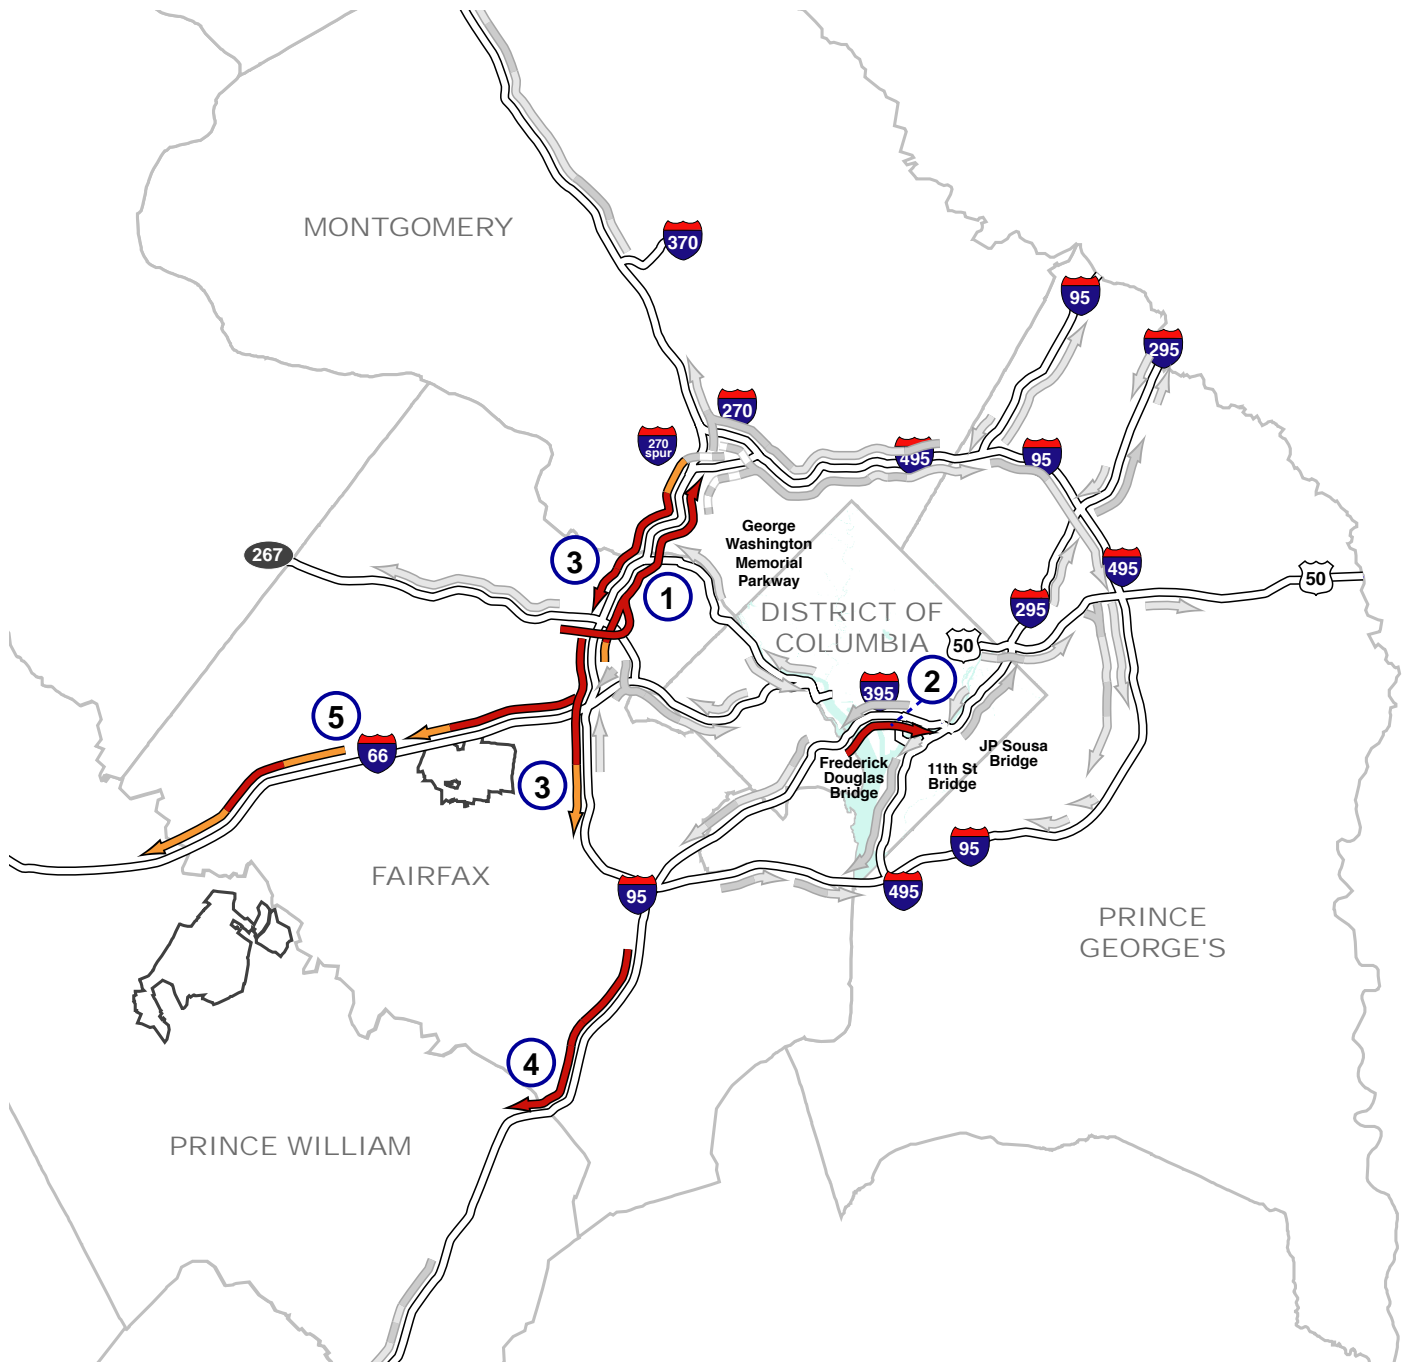 MONTGOMERY
370
95
295
270
270
spur
495
95
George
Washington
Memorial
Parkway
267
3
495
50
1
DISTRICT OF
COLUMBIA
295
50
2
395
5
66
JP Sousa
Bridge
Frederick
Douglas
Bridge
11th St
Bridge
3
95
FAIRFAX
95
495
PRINCE
GEORGE'S
4
PRINCE WILLIAM